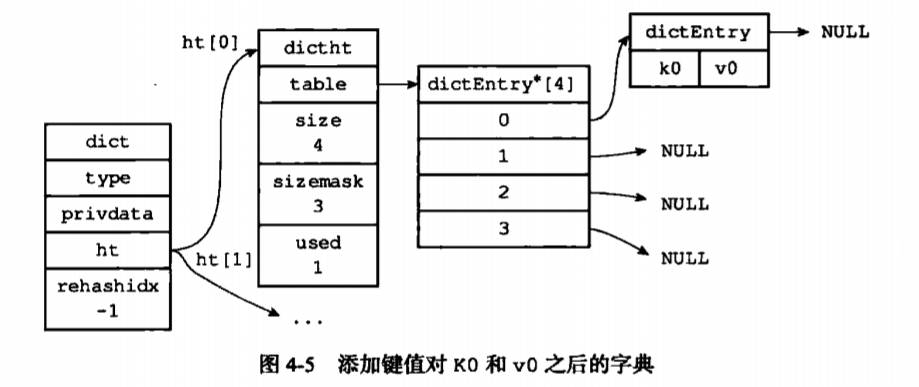 dictEntry
NULL
k0
v0
ht[0]
dictht
table
dictEntry*[4]
size
4
0
1
NULL
dict
type
privdata
ht
rehashidx
-1
sizemask
3
2
NULL
3
NULL
used
1
ht[1]
...
图 4-5 添加键值对 K0 和 v0 之后的字典